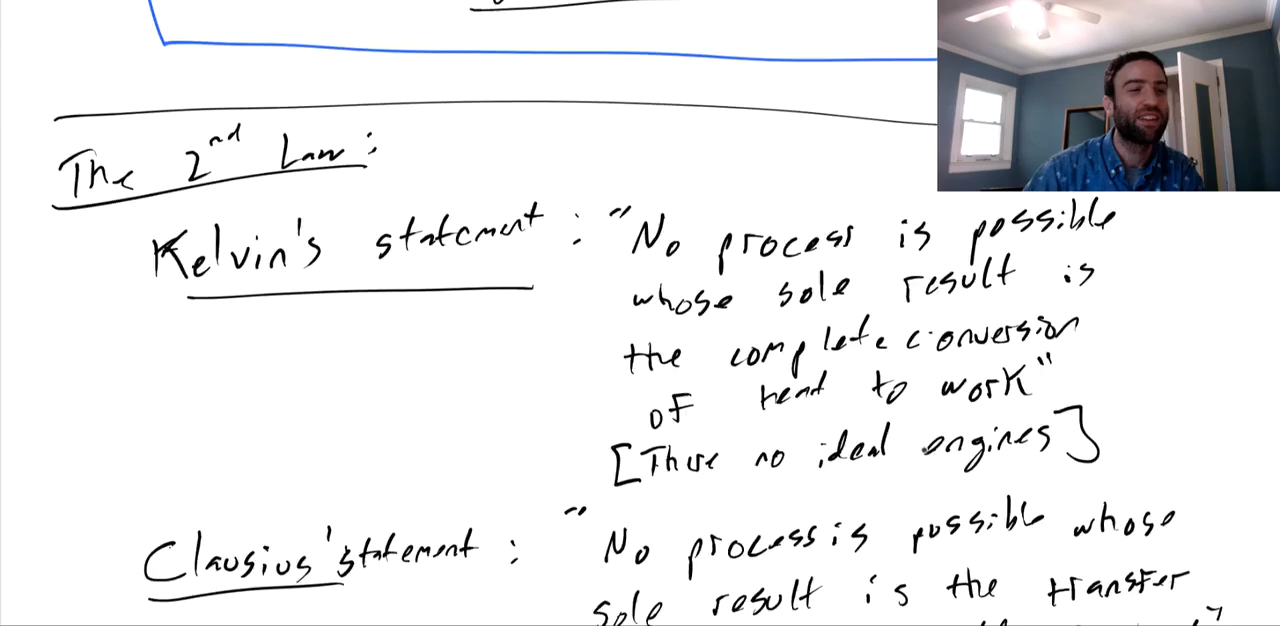 The 2nd Law:
Kelvin's statement : "No process is possible
whose sole result is
the complete conversion
of heat to work"
[There no ideal engines]
Clausius' statement : "No process is possible whose
sole result is the transfer